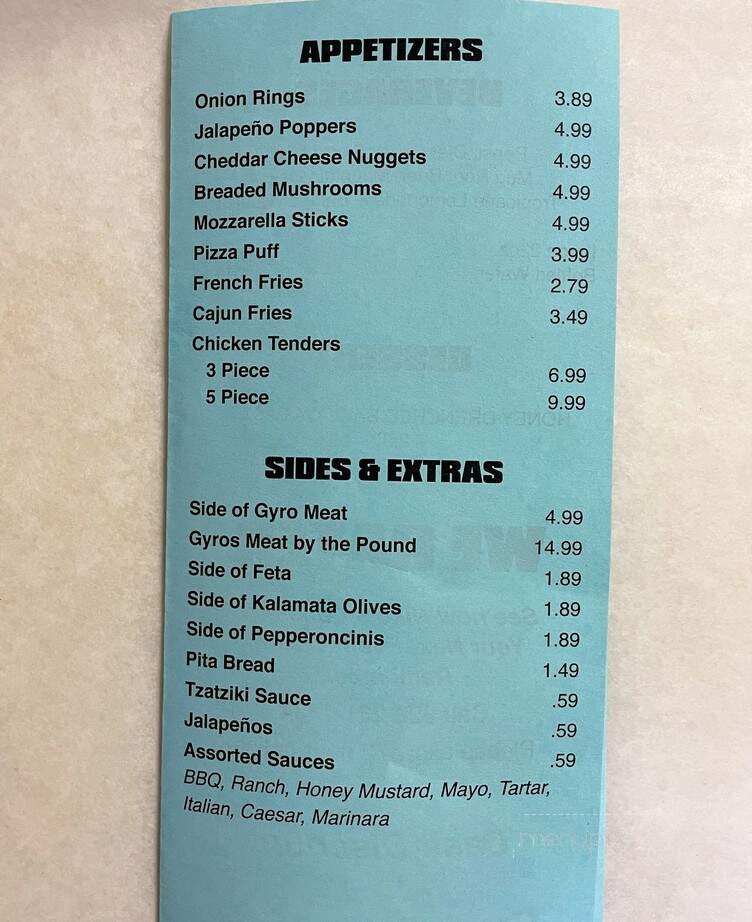 APPETIZERS
Onion Rings 3.89
Jalapeño Poppers 4.99
Cheddar Cheese Nuggets 4.99
Breaded Mushrooms 4.99
Mozzarella Sticks 4.99
Pizza Puff 3.99
French Fries 2.79
Cajun Fries 3.49
Chicken Tenders
3 Piece 6.99
5 Piece 9.99
SIDES & EXTRAS
Side of Gyro Meat 4.99
Gyros Meat by the Pound 14.99
Side of Feta 1.89
Side of Kalamata Olives 1.89
Side of Pepperoncinis 1.89
Pita Bread 1.49
Tzatziki Sauce .59
Jalapeños .59
Assorted Sauces .59
BBQ, Ranch, Honey Mustard, Mayo, Tartar,
Italian, Caesar, Marinara